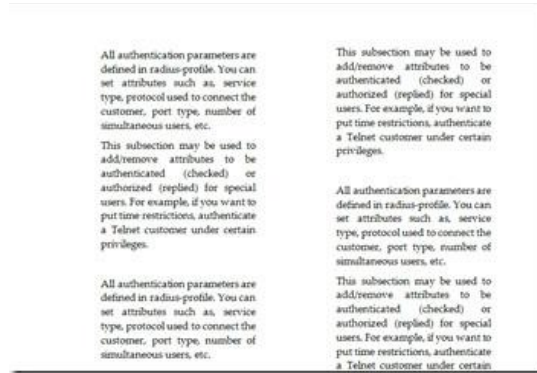 All authentication parameters are
defined in radius-profile. You can
set attributes such as, service
type, protocol used to connect the
customer, port type, number of
simultaneous users, etc.
This subsection may be used to
add/remove attributes to be
authenticated (checked) or
authorized (replied) for special
users. For example, if you want to
put time restrictions, authenticate
a Telnet customer under certain
privileges.
All authentication parameters are
defined in radius-profile. You can
set attributes such as, service
type, protocol used to connect the
customer, port type, number of
simultaneous users, etc.
This subsection may be used to
add/remove attributes to be
authenticated (checked) or
authorized (replied) for special
users. For example, if you want to
put time restrictions, authenticate
a Telnet customer under certain
privileges.
All authentication parameters are
defined in radius-profile. You can
set attributes such as, service
type, protocol used to connect the
customer, port type, number of
simultaneous users, etc.
This subsection may be used to
add/remove attributes to be
authenticated (checked) or
authorized (replied) for special
users. For example, if you want to
put time restrictions, authenticate
a Telnet customer under certain